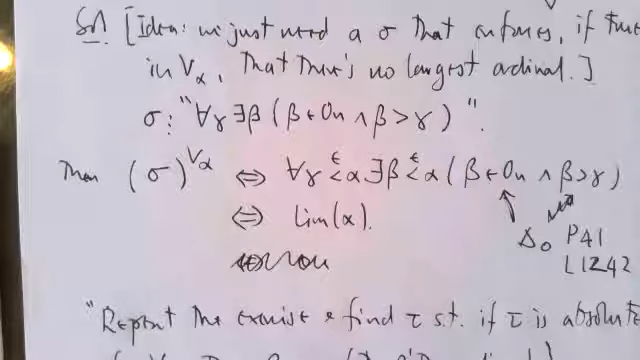 Sol. [Idea: we just need a σ that enforces, if true
in V_α, that there's no largest ordinal.]
σ: "∀γ ∃β (β ∈ On ∧ β > γ)".
Then (σ)^{V_α} ⇔ ∀γ ∈ < α ∃β ∈ < α (β ∈ On ∧ β > γ)
⇔ Lim(α).
Δ₀ P41
L1242
"Repeat the exercise & find τ s.t. if τ is absolute